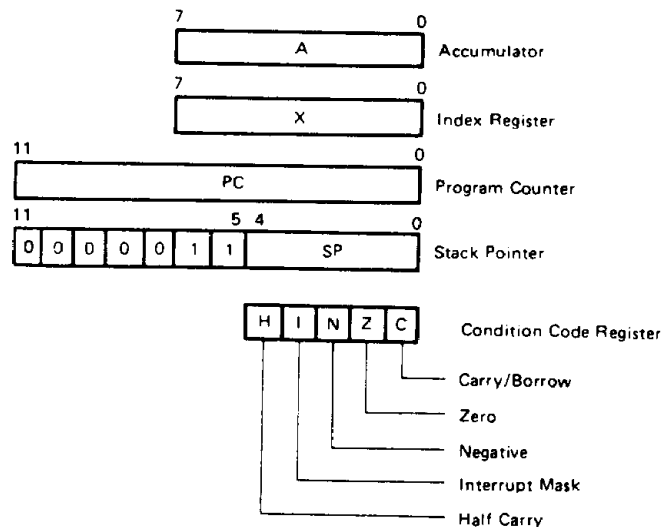 7 0
A Accumulator
7 0
X Index Register
11 0
PC Program Counter
11 5 4 0
0 0 0 0 0 1 1 SP Stack Pointer
H I N Z C Condition Code Register
Carry/Borrow
Zero
Negative
Interrupt Mask
Half Carry